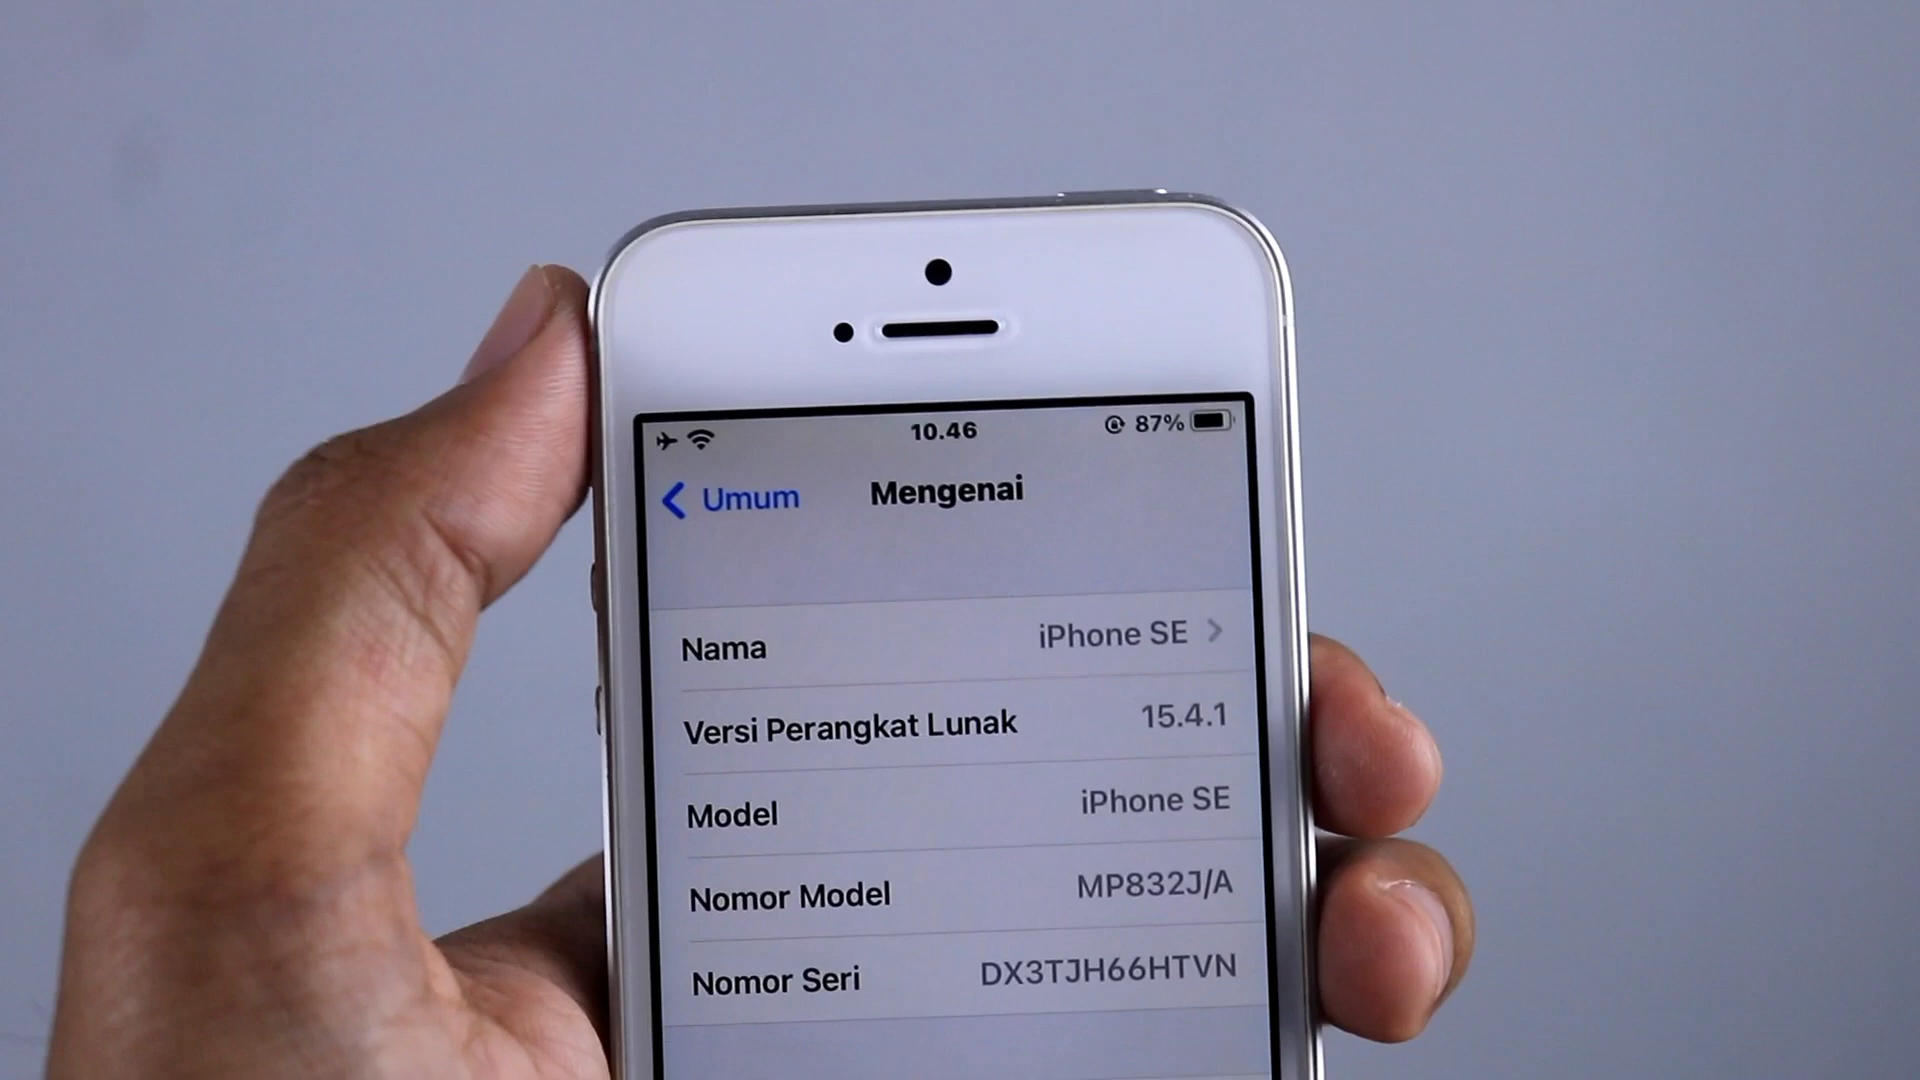 10.46 87%
Umum Mengenai
Nama iPhone SE
Versi Perangkat Lunak 15.4.1
Model iPhone SE
Nomor Model MP832J/A
Nomor Seri DX3TJH66HTVN